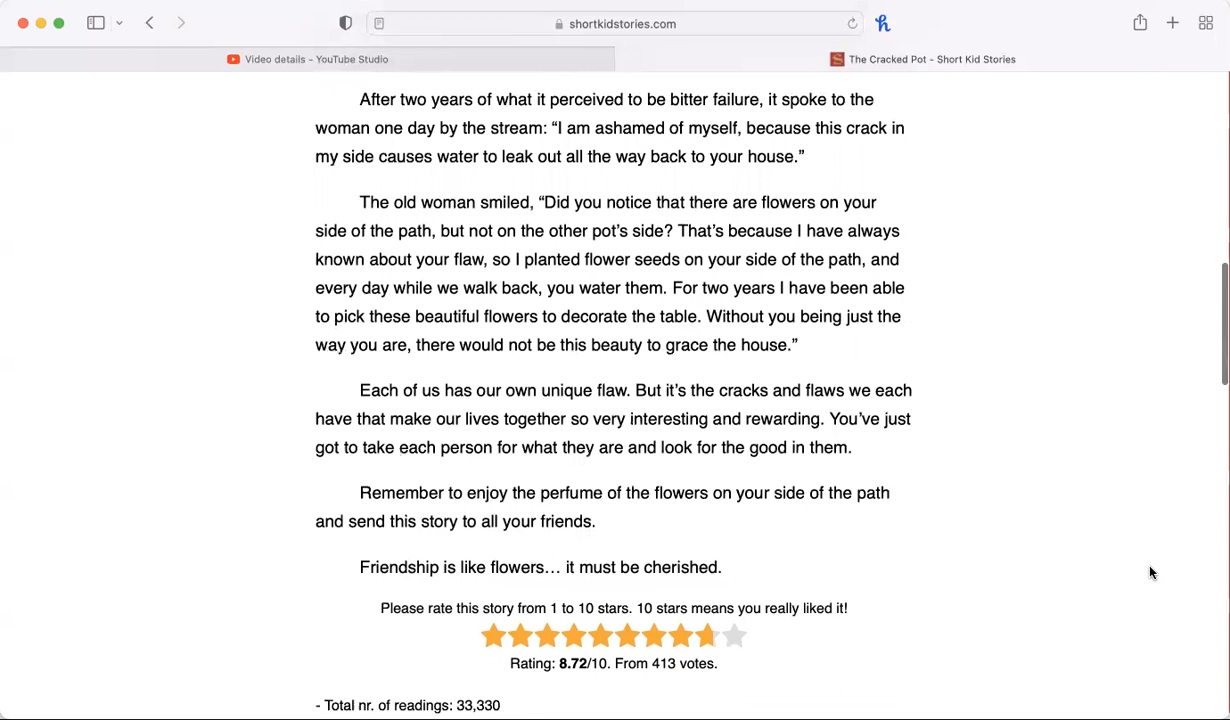 shortkidstories.com
Video details - YouTube Studio
The Cracked Pot - Short Kid Stories
After two years of what it perceived to be bitter failure, it spoke to the
woman one day by the stream: “I am ashamed of myself, because this crack in
my side causes water to leak out all the way back to your house.”
The old woman smiled, “Did you notice that there are flowers on your
side of the path, but not on the other pot’s side? That’s because I have always
known about your flaw, so I planted flower seeds on your side of the path, and
every day while we walk back, you water them. For two years I have been able
to pick these beautiful flowers to decorate the table. Without you being just the
way you are, there would not be this beauty to grace the house.”
Each of us has our own unique flaw. But it’s the cracks and flaws we each
have that make our lives together so very interesting and rewarding. You’ve just
got to take each person for what they are and look for the good in them.
Remember to enjoy the perfume of the flowers on your side of the path
and send this story to all your friends.
Friendship is like flowers… it must be cherished.
Please rate this story from 1 to 10 stars. 10 stars means you really liked it!
Rating: 8.72/10. From 413 votes.
- Total nr. of readings: 33,330